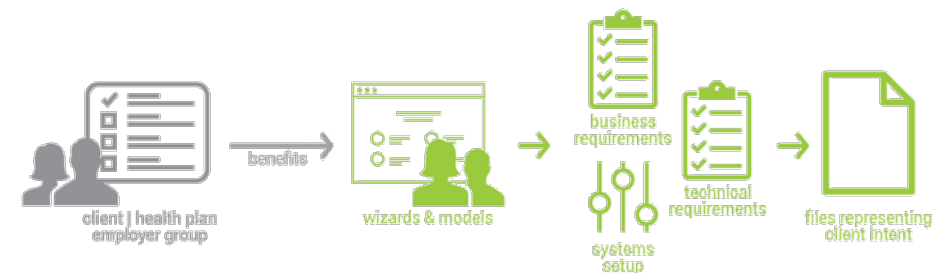 client | health plan
employer group
benefits
wizards & models
business
requirements
technical
requirements
systems
setup
files representing
client intent